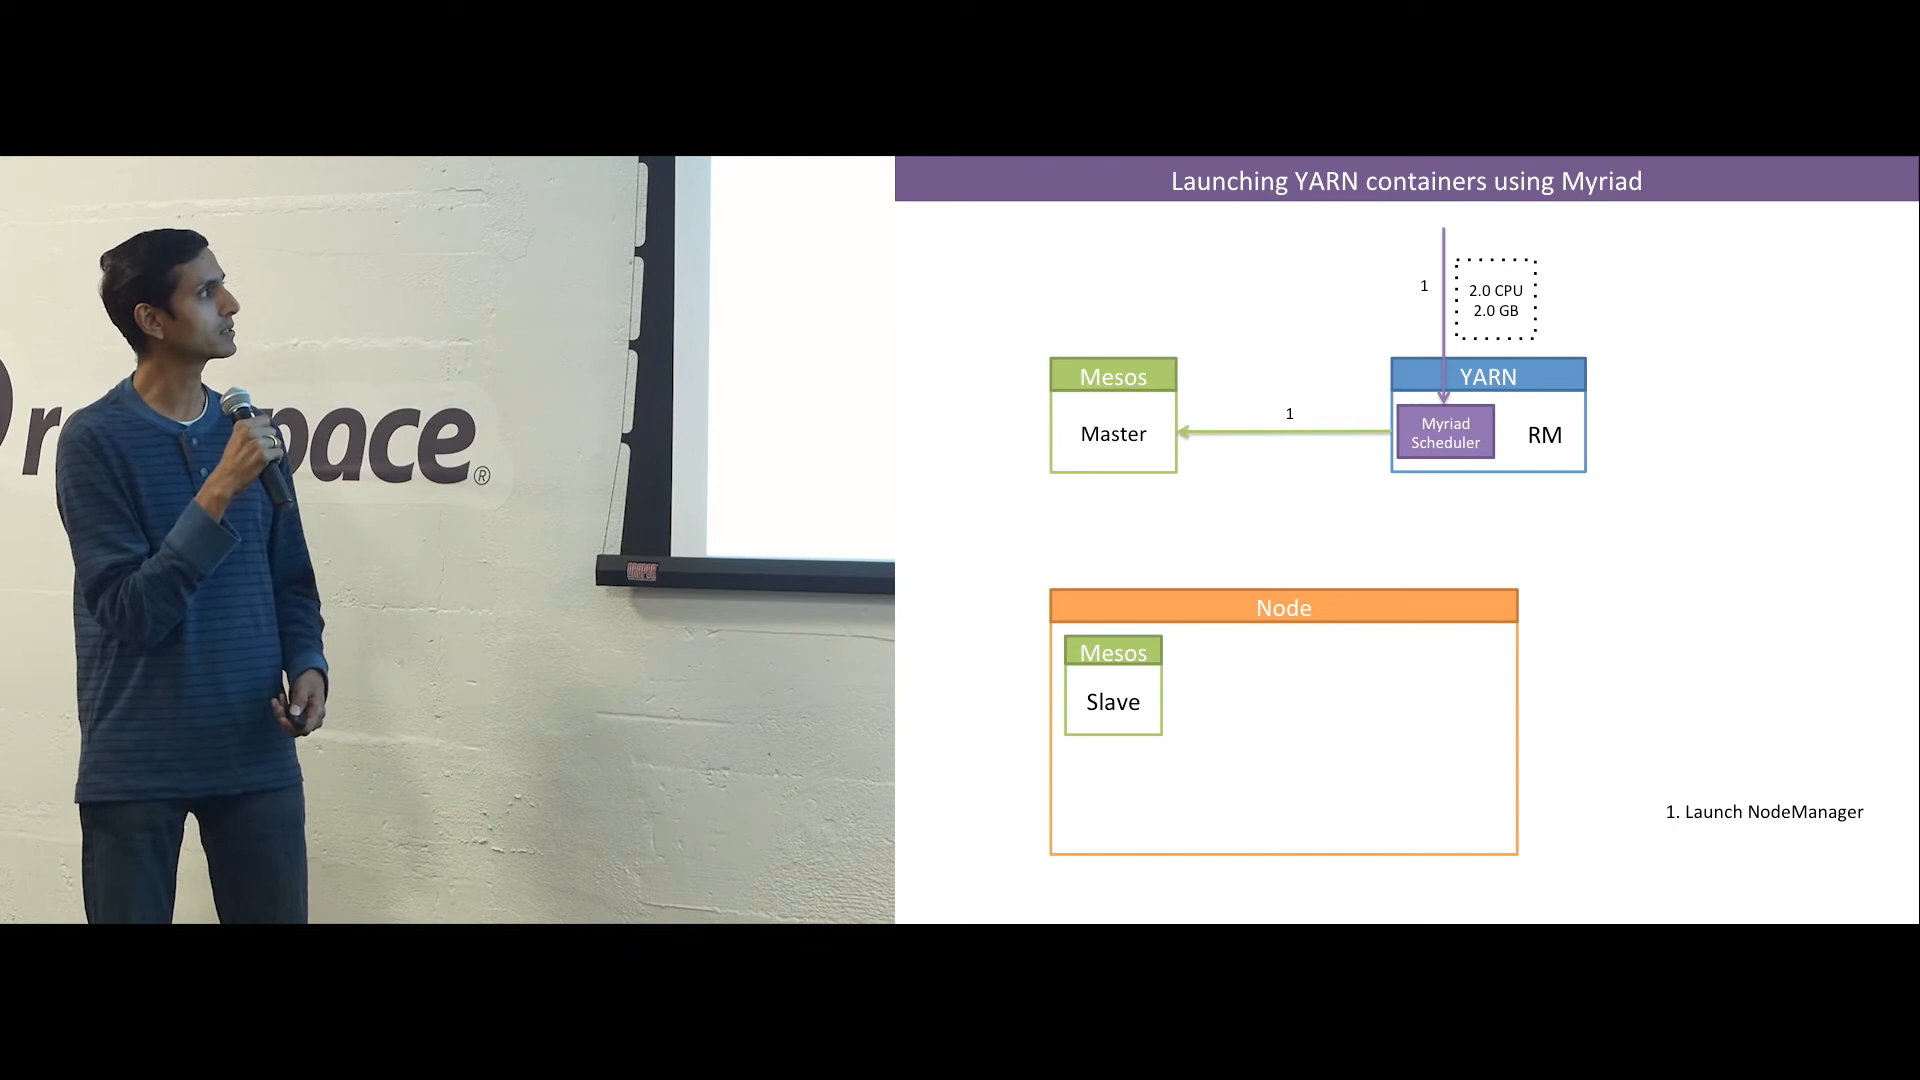 Launching YARN containers using Myriad
1
2.0 CPU
2.0 GB
Mesos
Master
1
YARN
Myriad
Scheduler
RM
Node
Mesos
Slave
1. Launch NodeManager
pace®
DRAPER